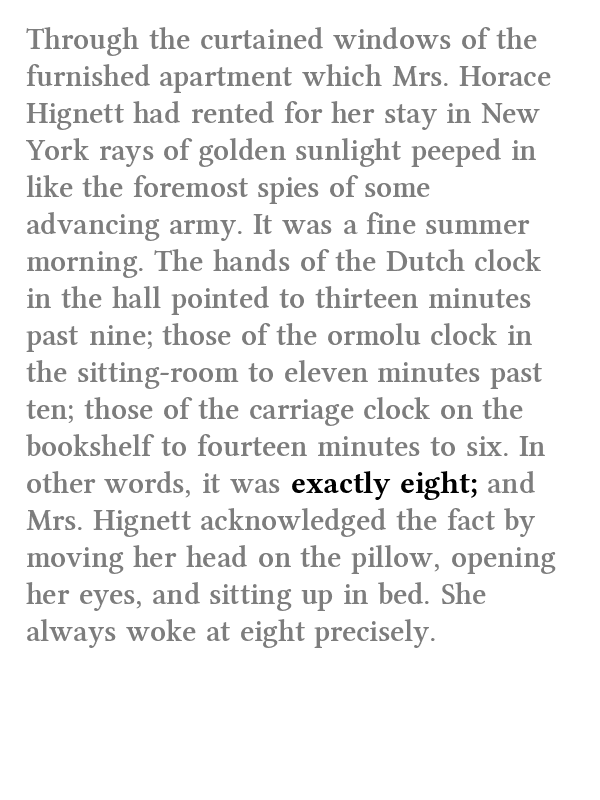 Through the curtained windows of the
furnished apartment which Mrs. Horace
Hignett had rented for her stay in New
York rays of golden sunlight peeped in
like the foremost spies of some
advancing army. It was a fine summer
morning. The hands of the Dutch clock
in the hall pointed to thirteen minutes
past nine; those of the ormolu clock in
the sitting-room to eleven minutes past
ten; those of the carriage clock on the
bookshelf to fourteen minutes to six. In
other words, it was exactly eight; and
Mrs. Hignett acknowledged the fact by
moving her head on the pillow, opening
her eyes, and sitting up in bed. She
always woke at eight precisely.